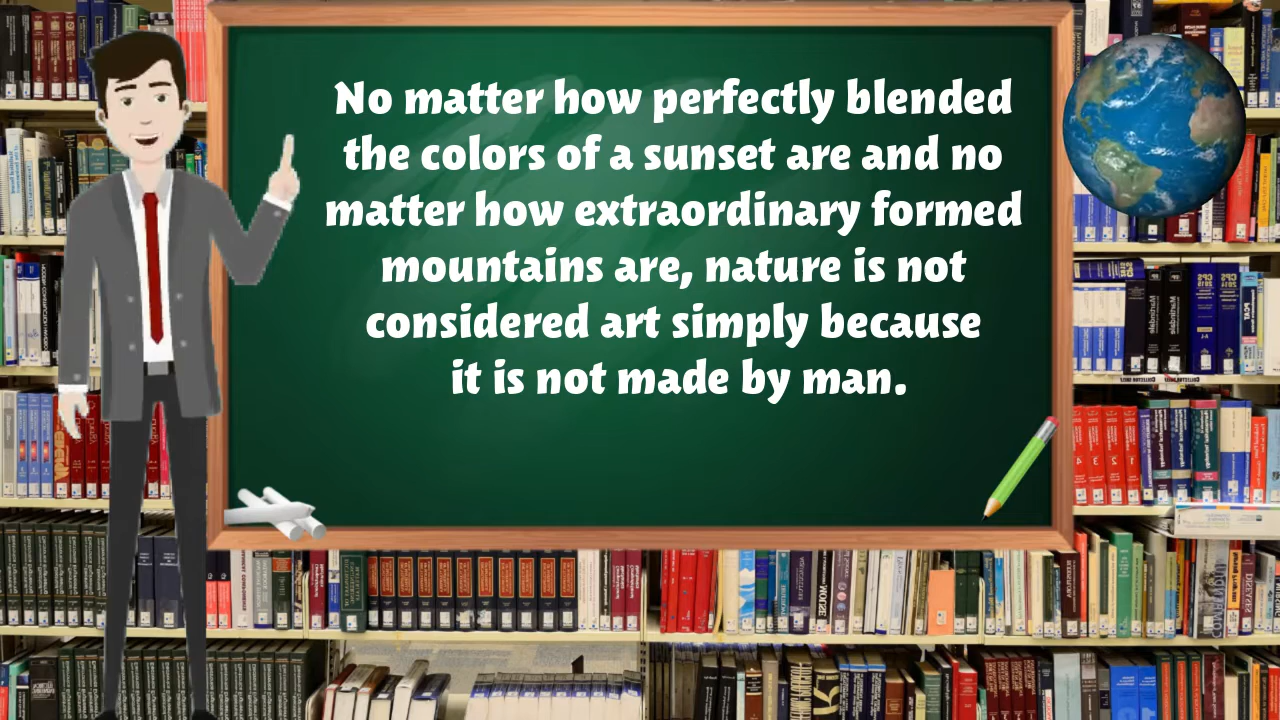 No matter how perfectly blended
the colors of a sunset are and no
matter how extraordinary formed
mountains are, nature is not
considered art simply because
it is not made by man.